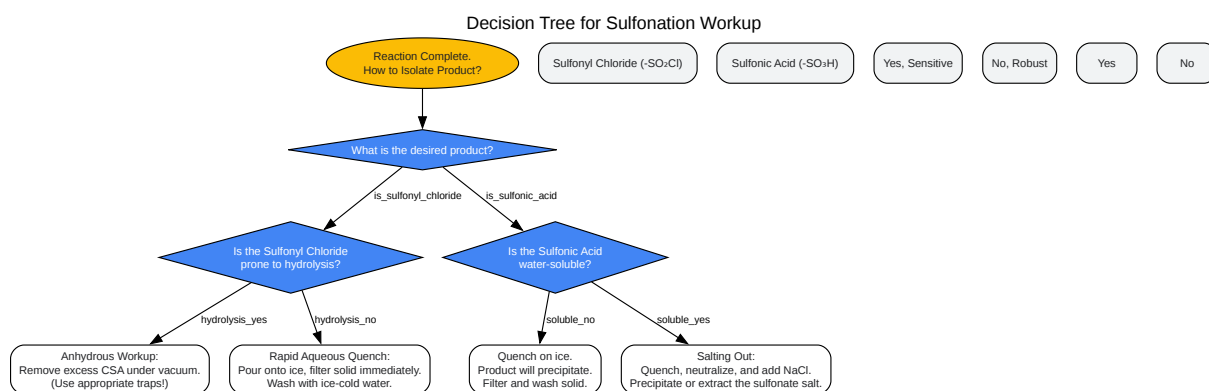 Decision Tree for Sulfonation Workup
Reaction Complete.
How to Isolate Product?
Sulfonyl Chloride (-SO₂Cl)
Sulfonic Acid (-SO₃H)
Yes, Sensitive
No, Robust
Yes
No
What is the desired product?
is_sulfonyl_chloride
is_sulfonic_acid
Is the Sulfonyl Chloride
prone to hydrolysis?
Is the Sulfonic Acid
water-soluble?
hydrolysis_yes
hydrolysis_no
soluble_no
soluble_yes
Anhydrous Workup:
Remove excess CSA under vacuum.
(Use appropriate traps!)
Rapid Aqueous Quench:
Pour onto ice, filter solid immediately.
Wash with ice-cold water.
Quench on ice.
Product will precipitate.
Filter and wash solid.
Salting Out:
Quench, neutralize, and add NaCl.
Precipitate or extract the sulfonate salt.